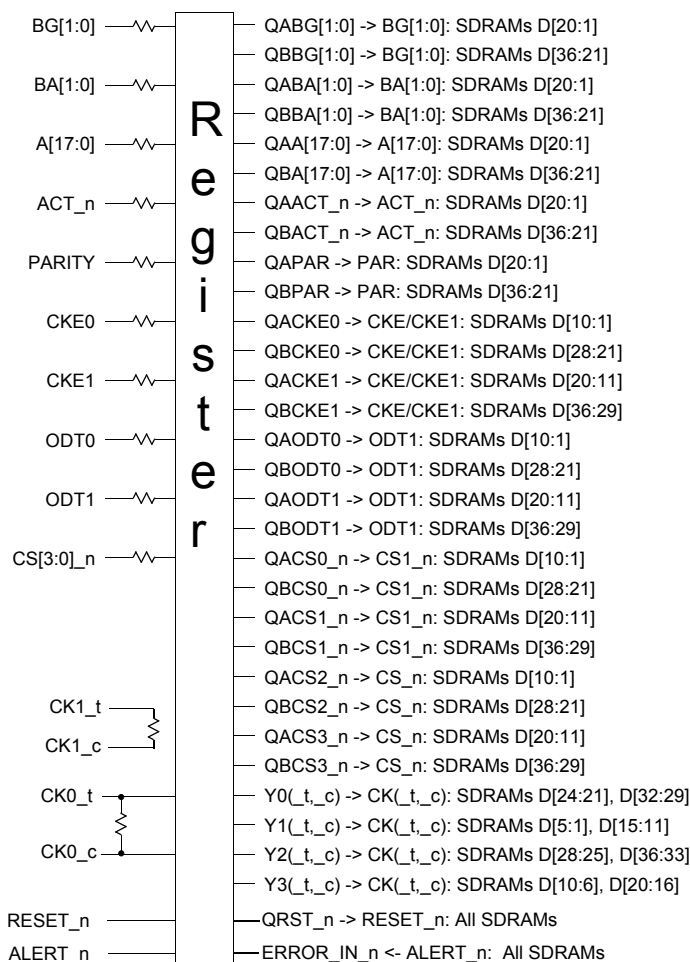 BG[1:0]
BA[1:0]
A[17:0]
ACT_n
PARITY
CKE0
CKE1
ODT0
ODT1
CS[3:0]_n
CK1_t
CK1_c
CK0_t
CK0_c
RESET_n
ALERT_n
Register
QABG[1:0] -> BG[1:0]: SDRAMs D[20:1]
QBBG[1:0] -> BG[1:0]: SDRAMs D[36:21]
QABA[1:0] -> BA[1:0]: SDRAMs D[20:1]
QBBA[1:0] -> BA[1:0]: SDRAMs D[36:21]
QAA[17:0] -> A[17:0]: SDRAMs D[20:1]
QBA[17:0] -> A[17:0]: SDRAMs D[36:21]
QAACT_n -> ACT_n: SDRAMs D[20:1]
QBACT_n -> ACT_n: SDRAMs D[36:21]
QAPAR -> PAR: SDRAMs D[20:1]
QBPAR -> PAR: SDRAMs D[36:21]
QACKE0 -> CKE/CKE1: SDRAMs D[10:1]
QBCKE0 -> CKE/CKE1: SDRAMs D[28:21]
QACKE1 -> CKE/CKE1: SDRAMs D[20:11]
QBCKE1 -> CKE/CKE1: SDRAMs D[36:29]
QAODT0 -> ODT1: SDRAMs D[10:1]
QBODT0 -> ODT1: SDRAMs D[28:21]
QAODT1 -> ODT1: SDRAMs D[20:11]
QBODT1 -> ODT1: SDRAMs D[36:29]
QACS0_n -> CS1_n: SDRAMs D[10:1]
QBCS0_n -> CS1_n: SDRAMs D[28:21]
QACS1_n -> CS1_n: SDRAMs D[20:11]
QBCS1_n -> CS1_n: SDRAMs D[36:29]
QACS2_n -> CS_n: SDRAMs D[10:1]
QBCS2_n -> CS_n: SDRAMs D[28:21]
QACS3_n -> CS_n: SDRAMs D[20:11]
QBCS3_n -> CS_n: SDRAMs D[36:29]
Y0(_t,_c) -> CK(_t,_c): SDRAMs D[24:21], D[32:29]
Y1(_t,_c) -> CK(_t,_c): SDRAMs D[5:1], D[15:11]
Y2(_t,_c) -> CK(_t,_c): SDRAMs D[28:25], D[36:33]
Y3(_t,_c) -> CK(_t,_c): SDRAMs D[10:6], D[20:16]
QRST_n -> RESET_n: All SDRAMs
ERROR_IN_n <- ALERT_n: All SDRAMs